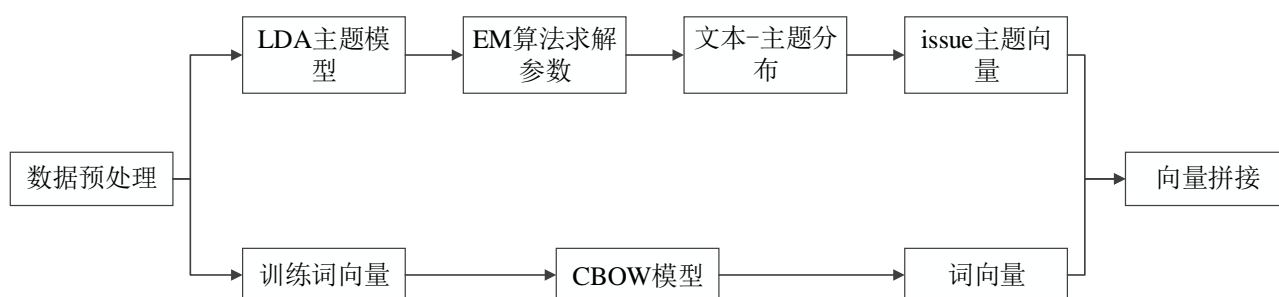 LDA主题模
型
EM算法求解
参数
文本-主题分
布
issue主题向
量
数据预处理
向量拼接
训练词向量
CBOW模型
词向量